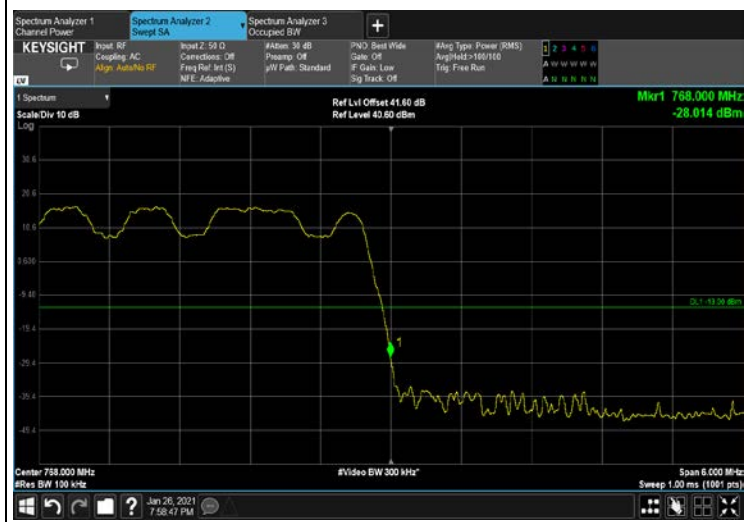 Spectrum Analyzer 1
Channel Power
Spectrum Analyzer 2
Swept SA
Spectrum Analyzer 3
Occupied BW
+
KEYSIGHT
Input: RF
Coupling: AC
Align: Auto/No RF
Input Z: 50 Ω
Corrections: Off
Freq Ref: Int (S)
NFE: Adaptive
#Atten: 30 dB
Preamp: Off
µW Path: Standard
PNO: Best Wide
Gate: Off
IF Gain: Low
Sig Track: Off
#Avg Type: Power (RMS)
Avg|Hold:>100/100
Trig: Free Run
1 2 3 4 5 6
A W W W W W
A N N N N N
1 Spectrum
Scale/Div 10 dB
Log
Ref Lvl Offset 41.60 dB
Ref Level 40.60 dBm
Mkr1 768.000 MHz
-28.014 dBm
30.6
20.6
10.6
0.600
-9.40
-19.4
-29.4
-39.4
-49.4
1
Center 768.000 MHz
#Res BW 100 kHz
#Video BW 300 kHz*
Span 6.000 MHz
Sweep 1.00 ms (1001 pts)
?
Jan 26, 2021
7:58:47 PM